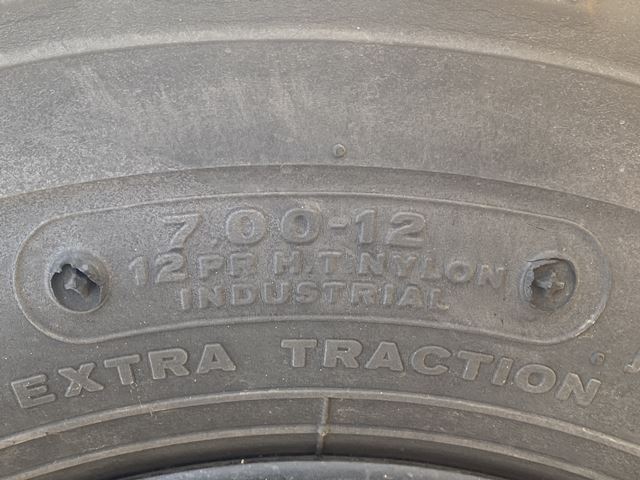 7.00-12
12 PR H.T. NYLON
INDUSTRIAL
EXTRA TRACTION